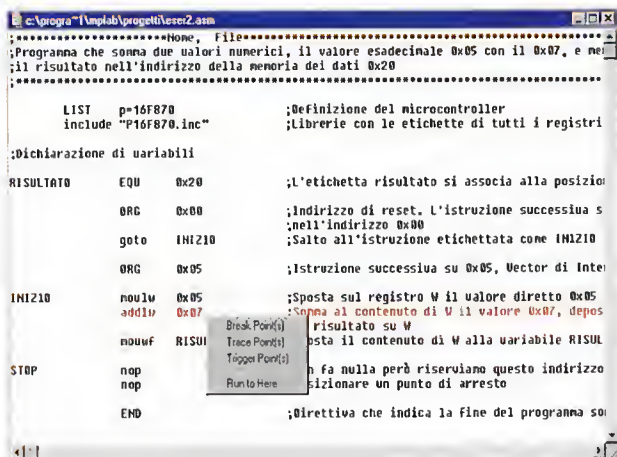 c:\progra~1\mplab\progetti\eser2.asm
;***********************Nome, File***********************
;Programma che somma due valori numerici, il valore esadecimale 0x05 con il 0x07, e mem
;il risultato nell'indirizzo della memoria dei dati 0x20
;***********************
LIST p=16F870 ;Definizione del microcontroller
include "P16F870.inc" ;Librerie con le etichette di tutti i registri
;Dichiarazione di variabili
RISULTATO EQU 0x20 ;L'etichetta risultato si associa alla posizion
ORG 0x00 ;Indirizzo di reset. L'istruzione successiva s
;nell'indirizzo 0x00
goto INIZIO ;Salto all'istruzione etichettata come INIZIO
ORG 0x05 ;Istruzione successiva su 0x05, Vector di Inter
INIZIO movlw 0x05 ;Sposta sul registro W il valore diretto 0x05
addlw 0x07 ;Somma al contenuto di W il valore 0x07, depos
risultato su W
movwf RISUL osta il contenuto di W alla variabile RISUL
STOP nop n fa nulla però riserviamo questo indirizzo
nop sizionare un punto di arresto
END ;Direttiva che indica la fine del programma sor
Break Point(s)
Trace Point(s)
Trigger Point(s)
Run to Here